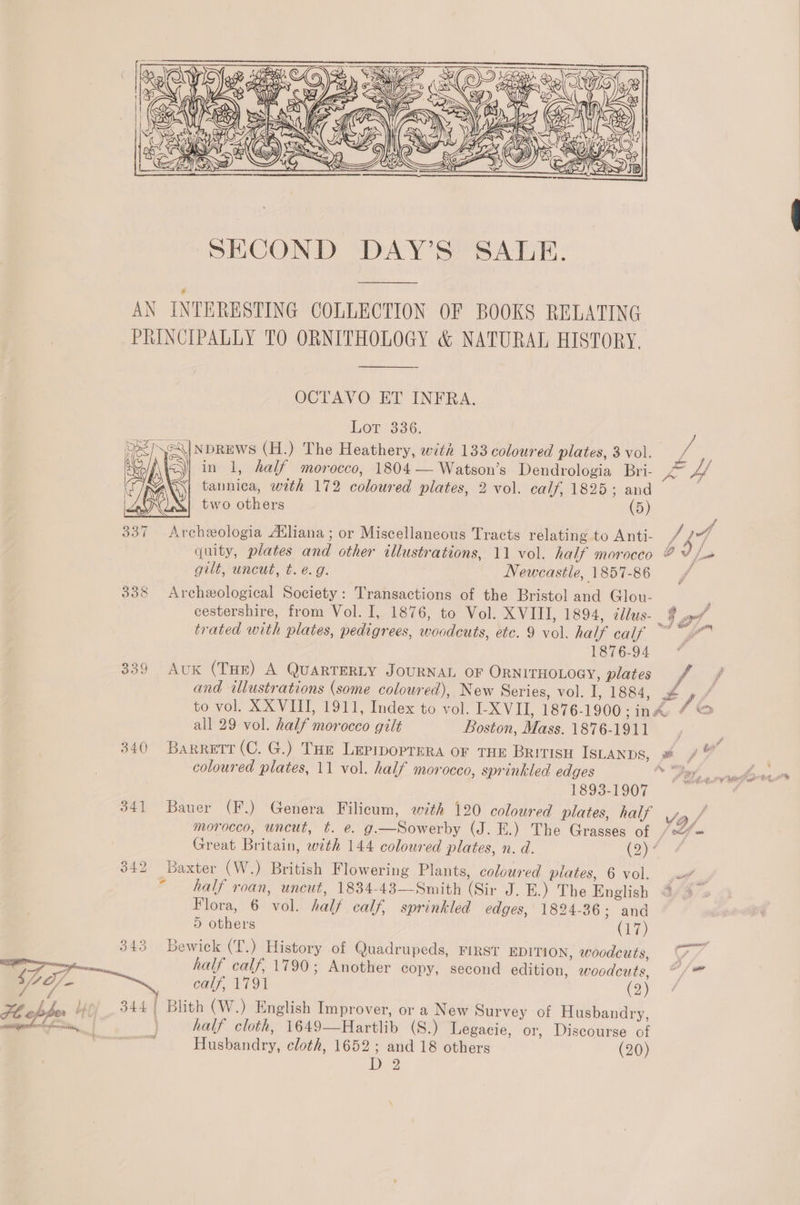 SECOND DAY'S SALE.
AN INTERESTING COLLECTION OF BOOKS RELATING
PRINCIPALLY TO ORNITHOLOGY & NATURAL HISTORY.
OCTAVO ET INFRA.
LOT 336.
ANDREWS (H.) The Heathery, with 133 coloured plates, 3 vol.
in 1, half morocco, 1804 — Watson's Dendrologia Bri-
tannica, with 172 coloured plates, 2 vol. calf, 1825; and
two others (5)
337 Archæologia Æliana; or Miscellaneous Tracts relating to Anti-
quity, plates and other illustrations, 11 vol. half morocco
gilt, uncut, t. e. g. Newcastle, 1857-86
338 Archæological Society: Transactions of the Bristol and Glou-
cestershire, from Vol. I, 1876, to Vol. XVIII, 1894, illus-
trated with plates, pedigrees, woodcuts, etc. 9 vol. half calf
1876-94
339 AUK (THE) A QUARTERLY JOURNAL OF ORNITHOLOGY, plates
and illustrations (some coloured), New Series, vol. I, 1884,
to vol. XXVIII, 1911, Index to vol. I-XVII, 1876-1900; in
all 29 vol. half morocco gilt Boston, Mass. 1876-1911
340 BARRETT (C. G.) THE LEPIDOPTERA OF THE BRITISH ISLANDS,
coloured plates, 11 vol. half morocco, sprinkled edges
1893-1907
341 Bauer (F.) Genera Filicum, with 120 coloured plates, half
morocco, uncut, t. e. g.—Sowerby (J. E.) The Grasses of
Great Britain, with 144 coloured plates, n. d. (2)
342 Baxter (W.) British Flowering Plants, coloured plates, 6 vol.
half roan, uncut, 1834-43—Smith (Sir J. E.) The English
Flora, 6 vol. half calf, sprinkled edges, 1824-36; and
5 others (17)
343 Bewick (T.) History of Quadrupeds, FIRST EDITION, woodcuts,
half calf, 1790; Another copy, second edition, woodcuts,
calf, 1791 (2)
344 Blith (W.) English Improver, or a New Survey of Husbandry,
half cloth, 1649—Hartlib (S.) Legacie, or, Discourse of
Husbandry, cloth, 1652; and 18 others (20)
D 2